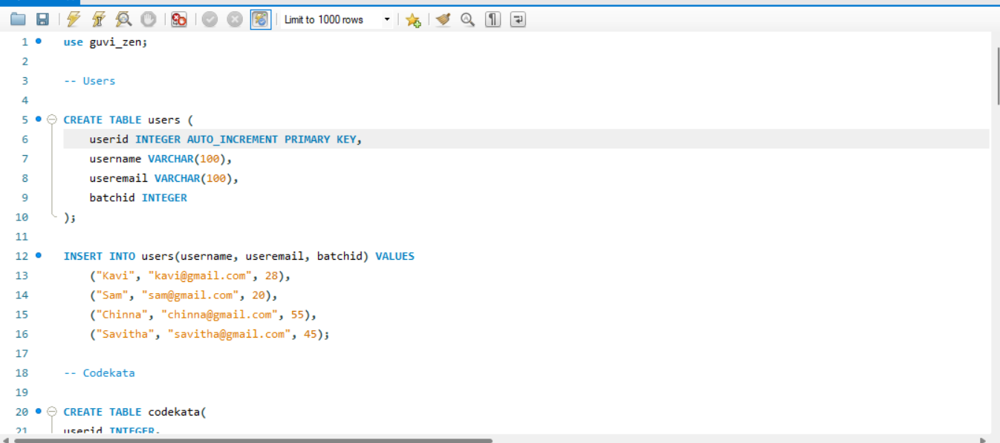 Limit to 1000 rows
1 use guvi_zen;
2
3 -- Users
4
5 CREATE TABLE users (
6 userid INTEGER AUTO_INCREMENT PRIMARY KEY,
7 username VARCHAR(100),
8 useremail VARCHAR(100),
9 batchid INTEGER
10 );
11
12 INSERT INTO users(username, useremail, batchid) VALUES
13 ("Kavi", "kavi@gmail.com", 28),
14 ("Sam", "sam@gmail.com", 20),
15 ("Chinna", "chinna@gmail.com", 55),
16 ("Savitha", "savitha@gmail.com", 45);
17
18 -- Codekata
19
20 CREATE TABLE codekata(
21 userid INTEGER,